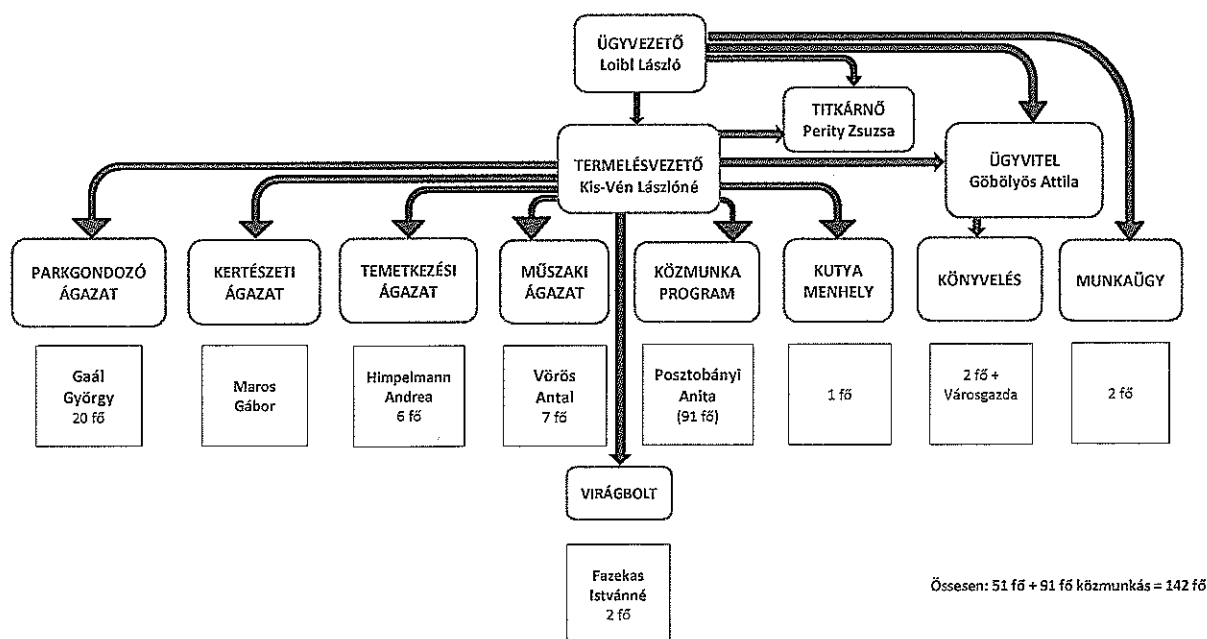 ÜGYVEZETŐ
Loibl László
TITKÁRNŐ
Perity Zsuzsa
TERMELÉSVEZETŐ
Kis-Vén Lászlóné
ÜGYVITEL
Göbölyös Attila
PARKGONDOZÓ
ÁGAZAT
KERTÉSZETI
ÁGAZAT
TEMETKEZÉSI
ÁGAZAT
MŰSZAKI
ÁGAZAT
KÖZMUNKA
PROGRAM
KUTYA
MENHELY
KÖNYVELÉS
MUNKAÜGY
Gaál
György
20 fő
Maros
Gábor
Himpelmann
Andrea
6 fő
Vörös
Antal
7 fő
Posztobányi
Anita
(91 fő)
1 fő
2 fő +
Városgazda
2 fő
VIRÁGBOLT
Fazekas
Istvánné
2 fő
Össesen: 51 fő + 91 fő közmunkás = 142 fő